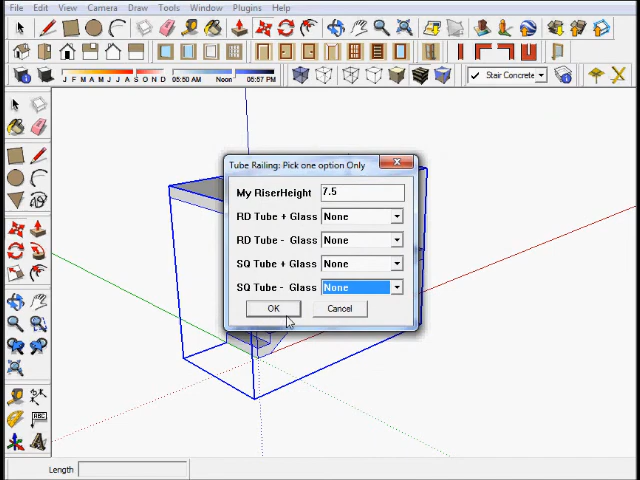 File Edit View Camera Draw Tools Window Plugins Help
J F M A M J J A S O N D 08:50 AM Noon 06:57 PM
Stair Concrete
Tube Railing: Pick one option Only
My RiserHeight 7.5
RD Tube + Glass None
RD Tube - Glass None
SQ Tube + Glass None
SQ Tube - Glass None
OK Cancel
ABC
Length